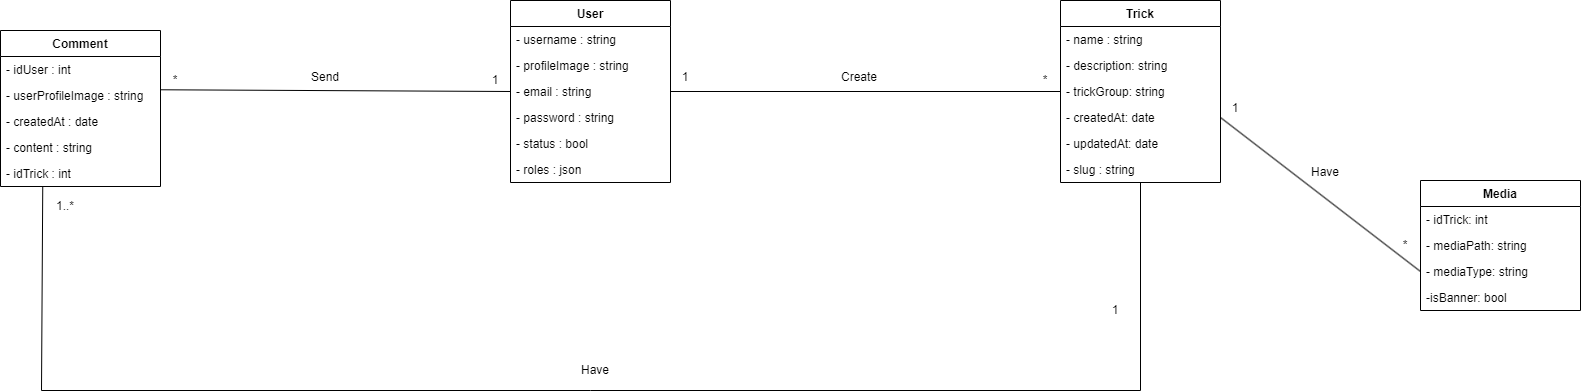 Comment
- idUser : int
- userProfileImage : string
- createdAt : date
- content : string
- idTrick : int
*
Send
1
User
- username : string
- profileImage : string
- email : string
- password : string
- status : bool
- roles : json
1
Create
*
Trick
- name : string
- description: string
- trickGroup: string
- createdAt: date
- updatedAt: date
- slug : string
1
Have
*
Media
- idTrick: int
- mediaPath: string
- mediaType: string
-isBanner: bool
1..*
Have
1